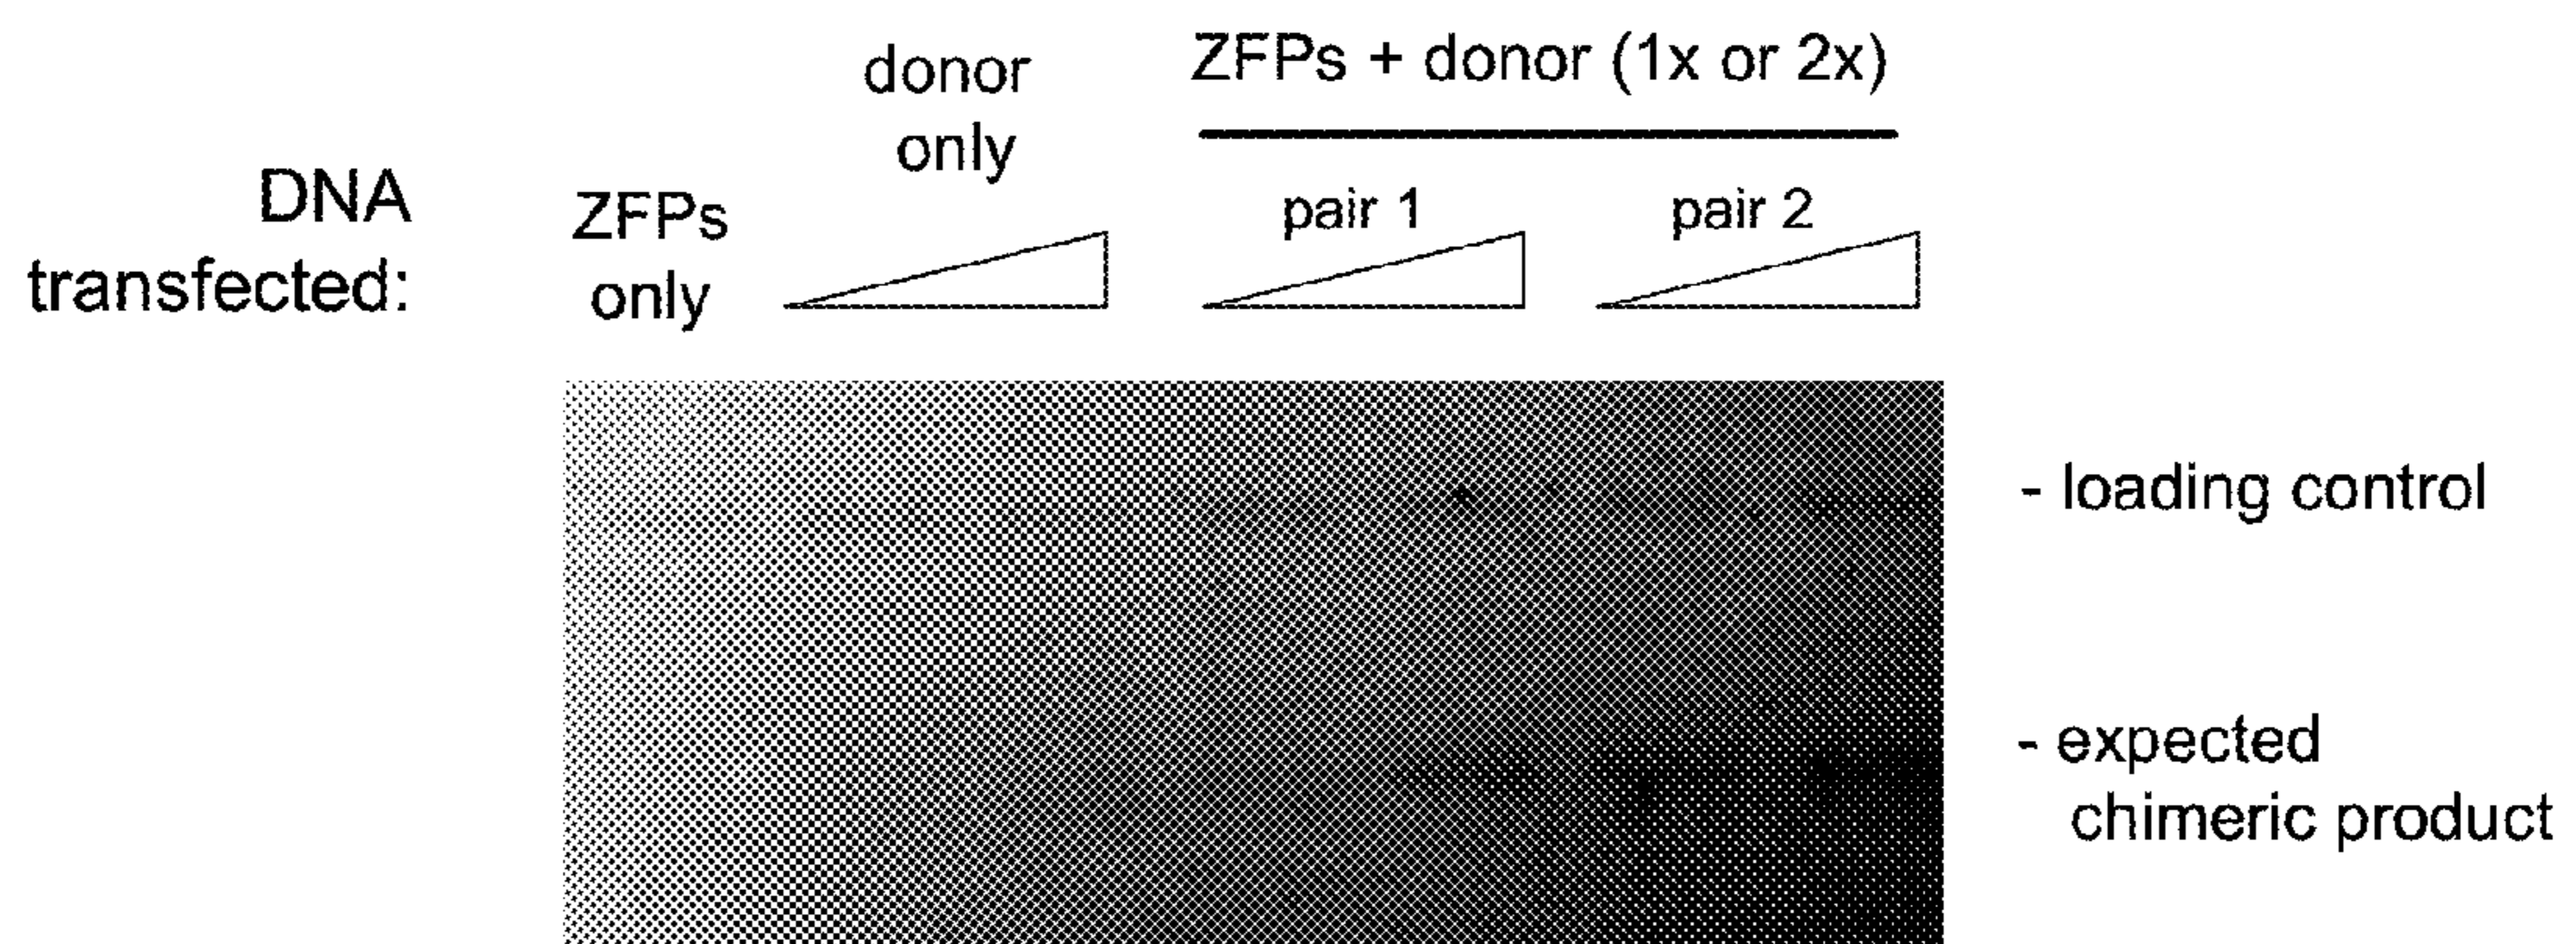 DNA
transfected:
ZFPs
only
donor
only
ZFPs + donor (1x or 2x)
pair 1
pair 2
- loading control
- expected
chimeric product